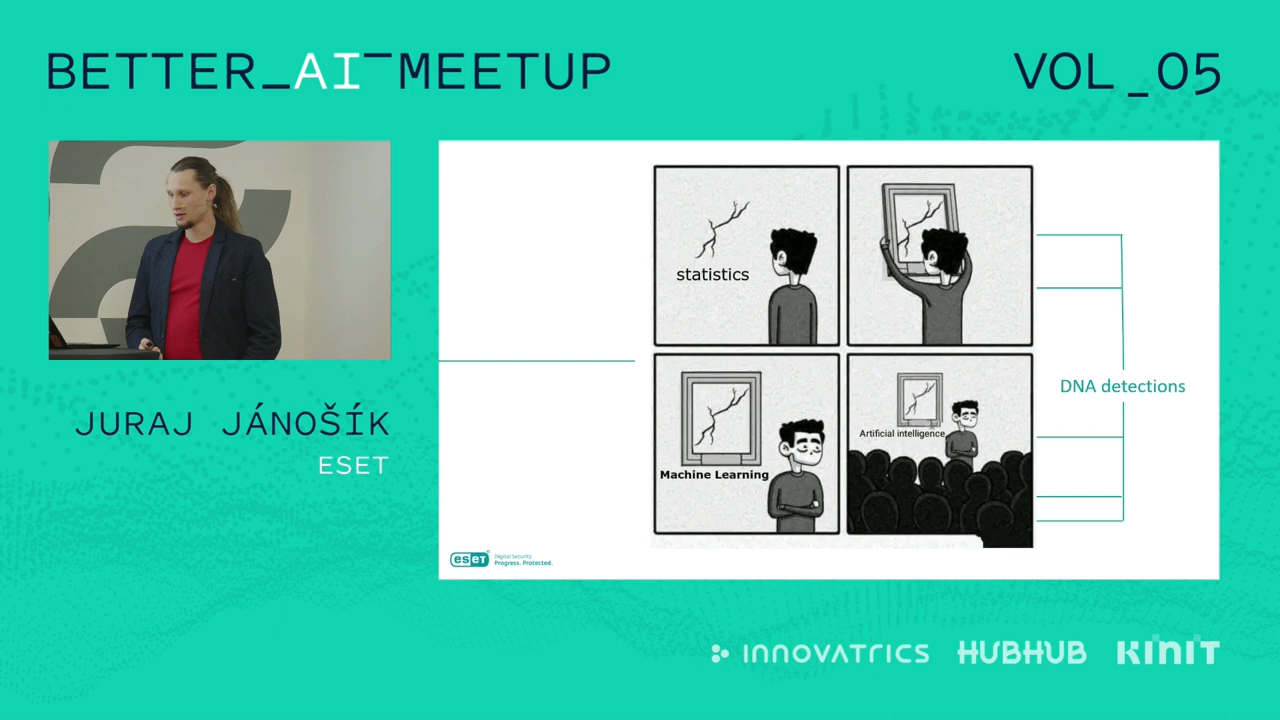 BETTER_AI¯MEETUP
VOL_05
statistics
Machine Learning
Artificial intelligence
DNA detections
JURAJ JÁNOŠÍK
ESET
eset
Digital Security
Progress. Protected.
INNOVATRICS
HUBHUB
KINIT